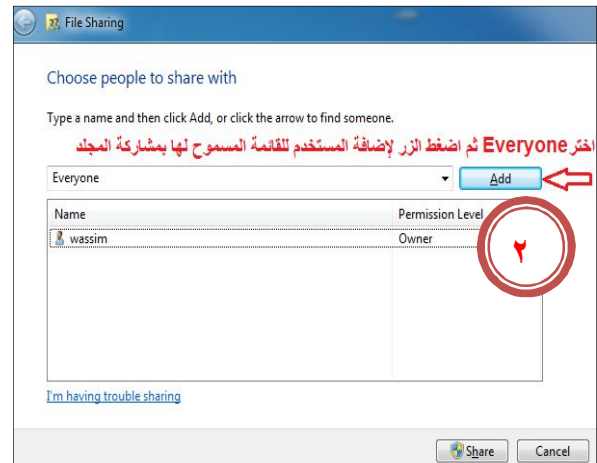 File Sharing
Choose people to share with
Type a name and then click Add, or click the arrow to find someone.
اختر Everyone ثم اضغط الزر لإضافة المستخدم للقائمة المسموح لها بمشاركة المجلد
Everyone Add
Name Permission Level
wassim Owner
٢
I'm having trouble sharing
Share Cancel